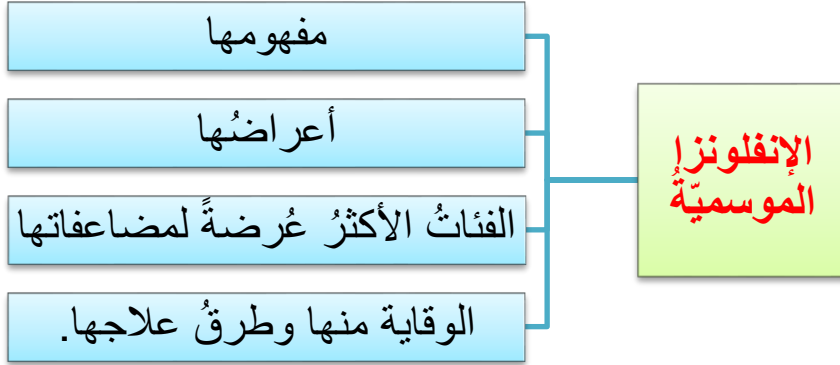 الإنفلونزا
الموسميّةُ
مفهومها
أعراضُها
الفئاتُ الأكثرُ عُرضةً لمضاعفاتها
الوقاية منها وطرقُ علاجها.